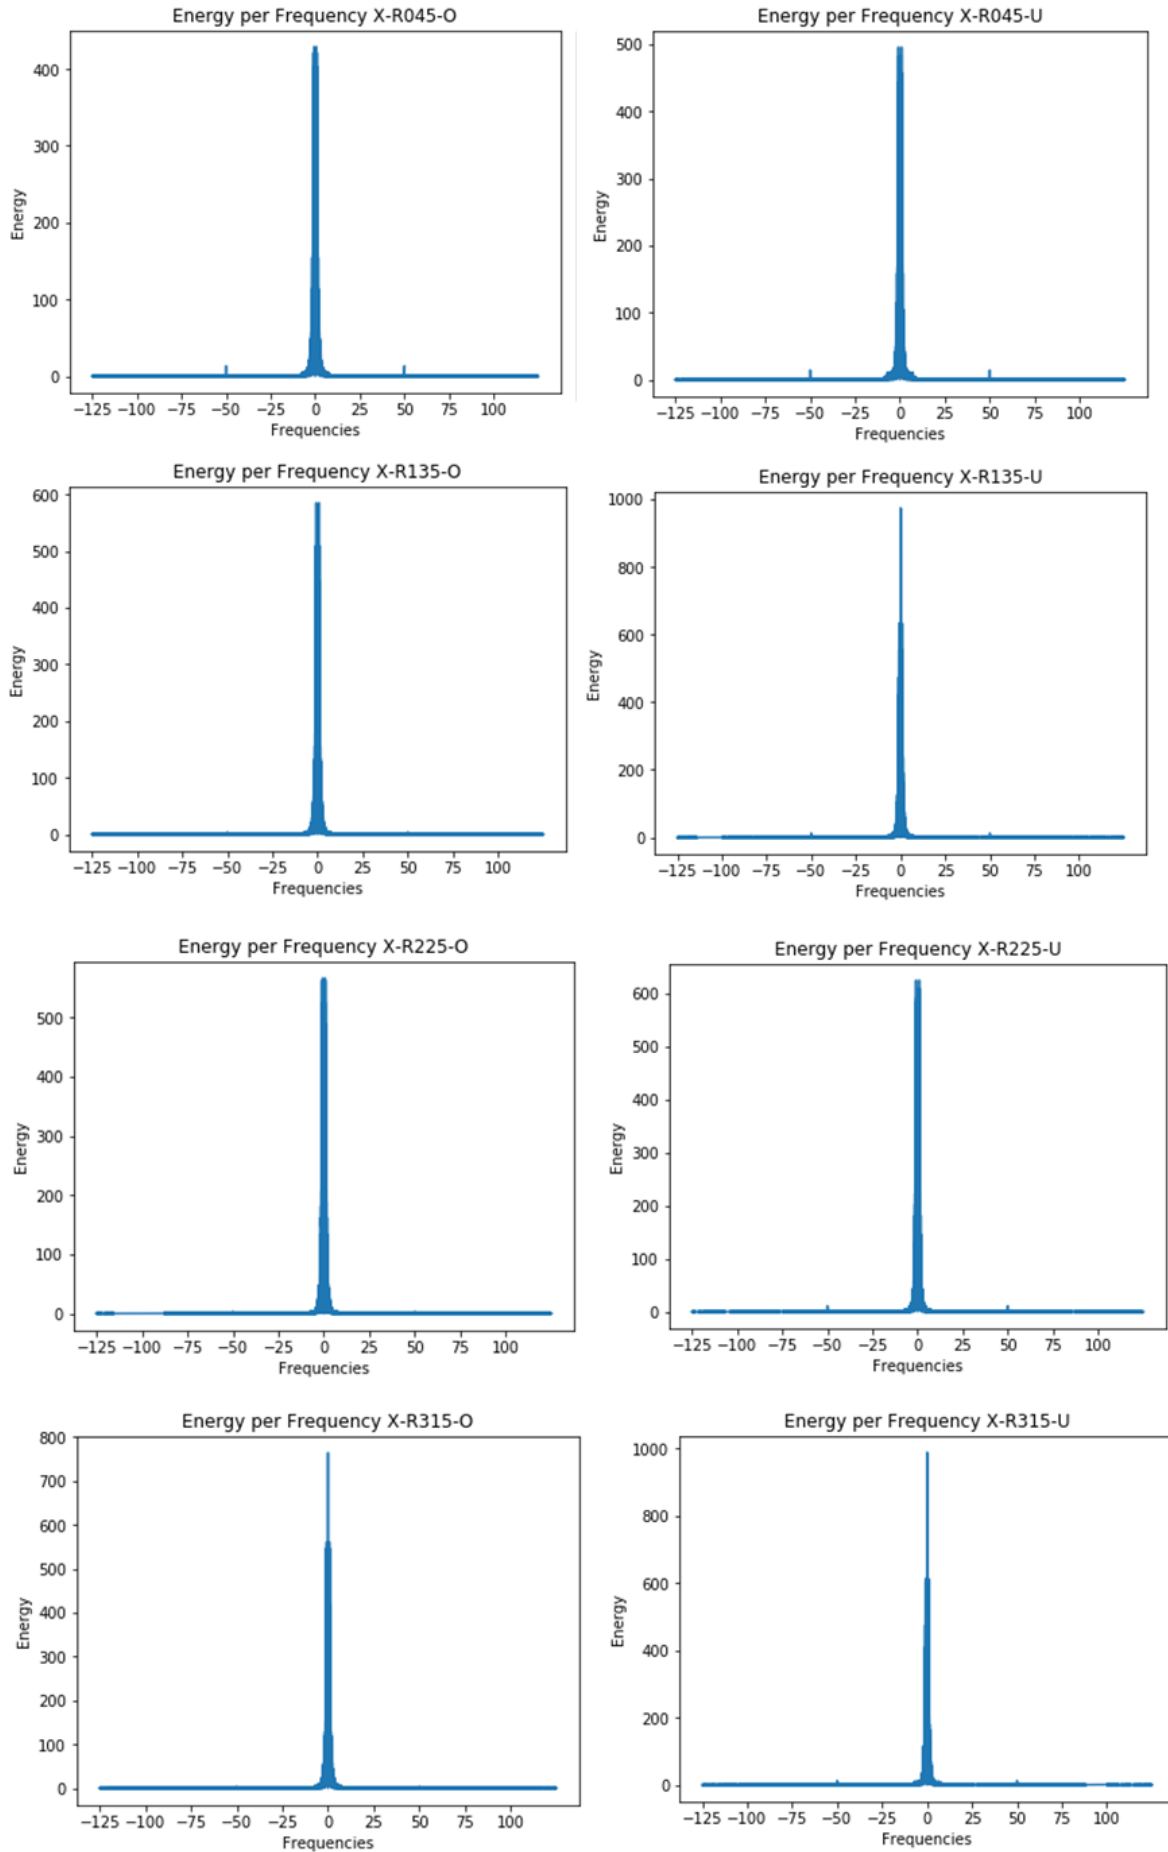 Energy per Frequency X-R045-O
400
300
200
100
0
Energy
−125 −100 −75 −50 −25 0 25 50 75 100
Frequencies
Energy per Frequency X-R045-U
500
400
300
200
100
0
Energy
−125 −100 −75 −50 −25 0 25 50 75 100
Frequencies
Energy per Frequency X-R135-O
600
500
400
300
200
100
0
Energy
−125 −100 −75 −50 −25 0 25 50 75 100
Frequencies
Energy per Frequency X-R135-U
1000
800
600
400
200
0
Energy
−125 −100 −75 −50 −25 0 25 50 75 100
Frequencies
Energy per Frequency X-R225-O
500
400
300
200
100
0
Energy
−125 −100 −75 −50 −25 0 25 50 75 100
Frequencies
Energy per Frequency X-R225-U
600
500
400
300
200
100
0
Energy
−125 −100 −75 −50 −25 0 25 50 75 100
Frequencies
Energy per Frequency X-R315-O
800
700
600
500
400
300
200
100
0
Energy
−125 −100 −75 −50 −25 0 25 50 75 100
Frequencies
Energy per Frequency X-R315-U
1000
800
600
400
200
0
Energy
−125 −100 −75 −50 −25 0 25 50 75 100
Frequencies